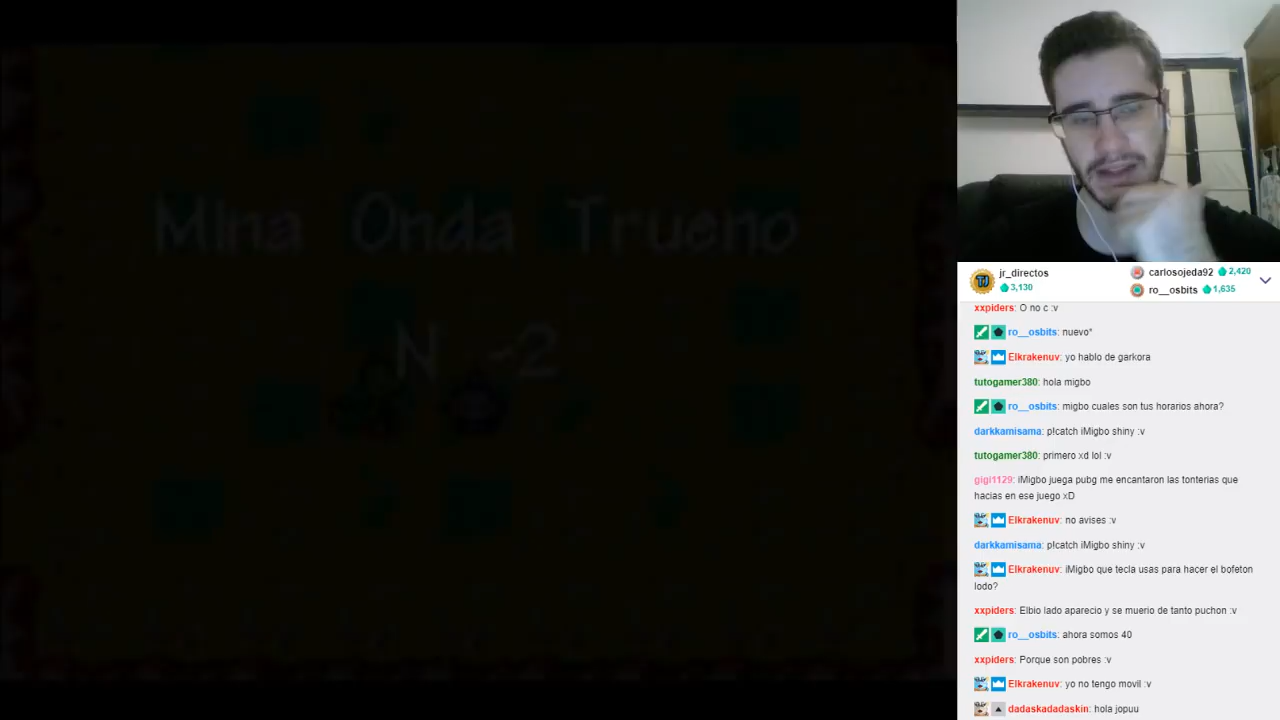 Mina Onda Trueno
N -2
jr_directos
3,130
carlosojeda92 2,420
ro__osbits 1,635
xxpiders: O no c :v
ro__osbits: nuevo*
Elkrakenuv: yo hablo de garkora
tutogamer380: hola migbo
ro__osbits: migbo cuales son tus horarios ahora?
darkkamisama: p!catch iMigbo shiny :v
tutogamer380: primero xd lol :v
gigi1129: iMigbo juega pubg me encantaron las tonterias que
hacias en ese juego xD
Elkrakenuv: no avises :v
darkkamisama: p!catch iMigbo shiny :v
Elkrakenuv: iMigbo que tecla usas para hacer el bofeton
lodo?
xxpiders: Elbio lado aparecio y se muerio de tanto puchon :v
ro__osbits: ahora somos 40
xxpiders: Porque son pobres :v
Elkrakenuv: yo no tengo movil :v
dadaskadadaskin: hola jopuu